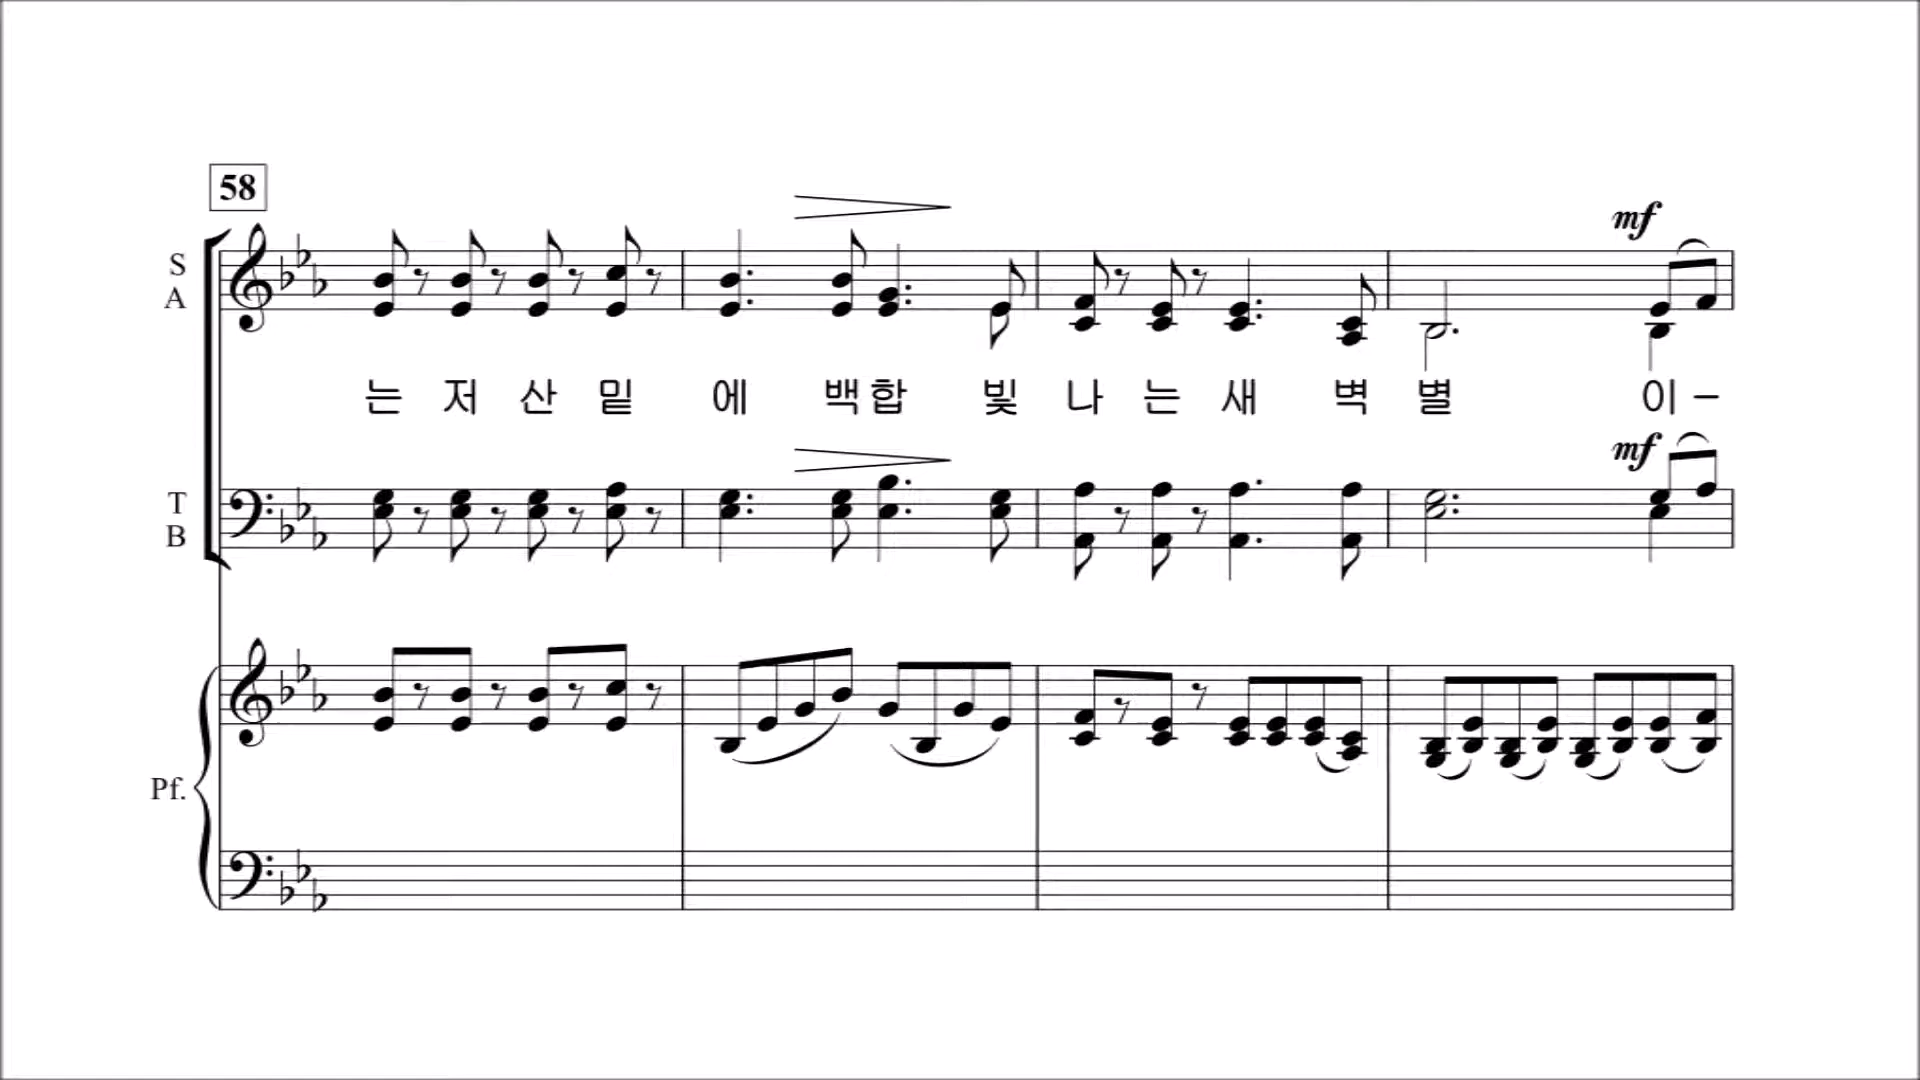 58
mf
S
A
는 저 산 밑 에 백 합 빛 나 는 새 벽 별 이 -
mf
T
B
Pf.